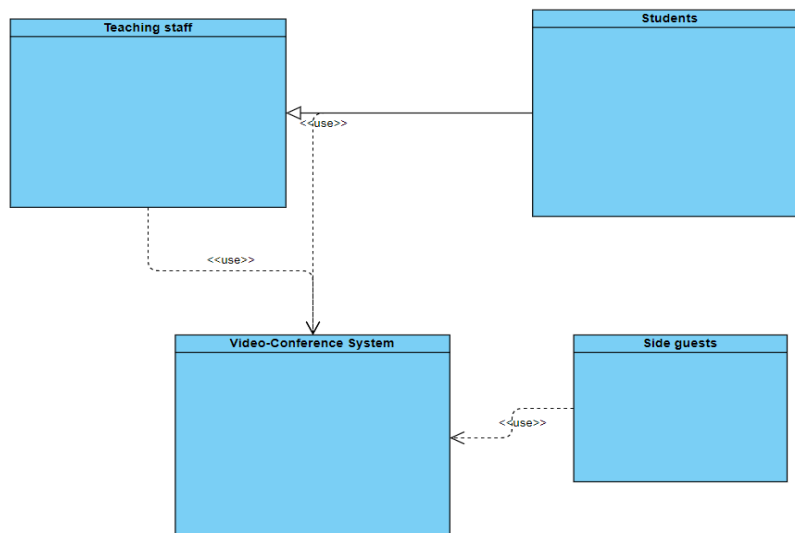 Teaching staff
Students
<<use>>
<<use>>
Video-Conference System
Side guests
<<use>>